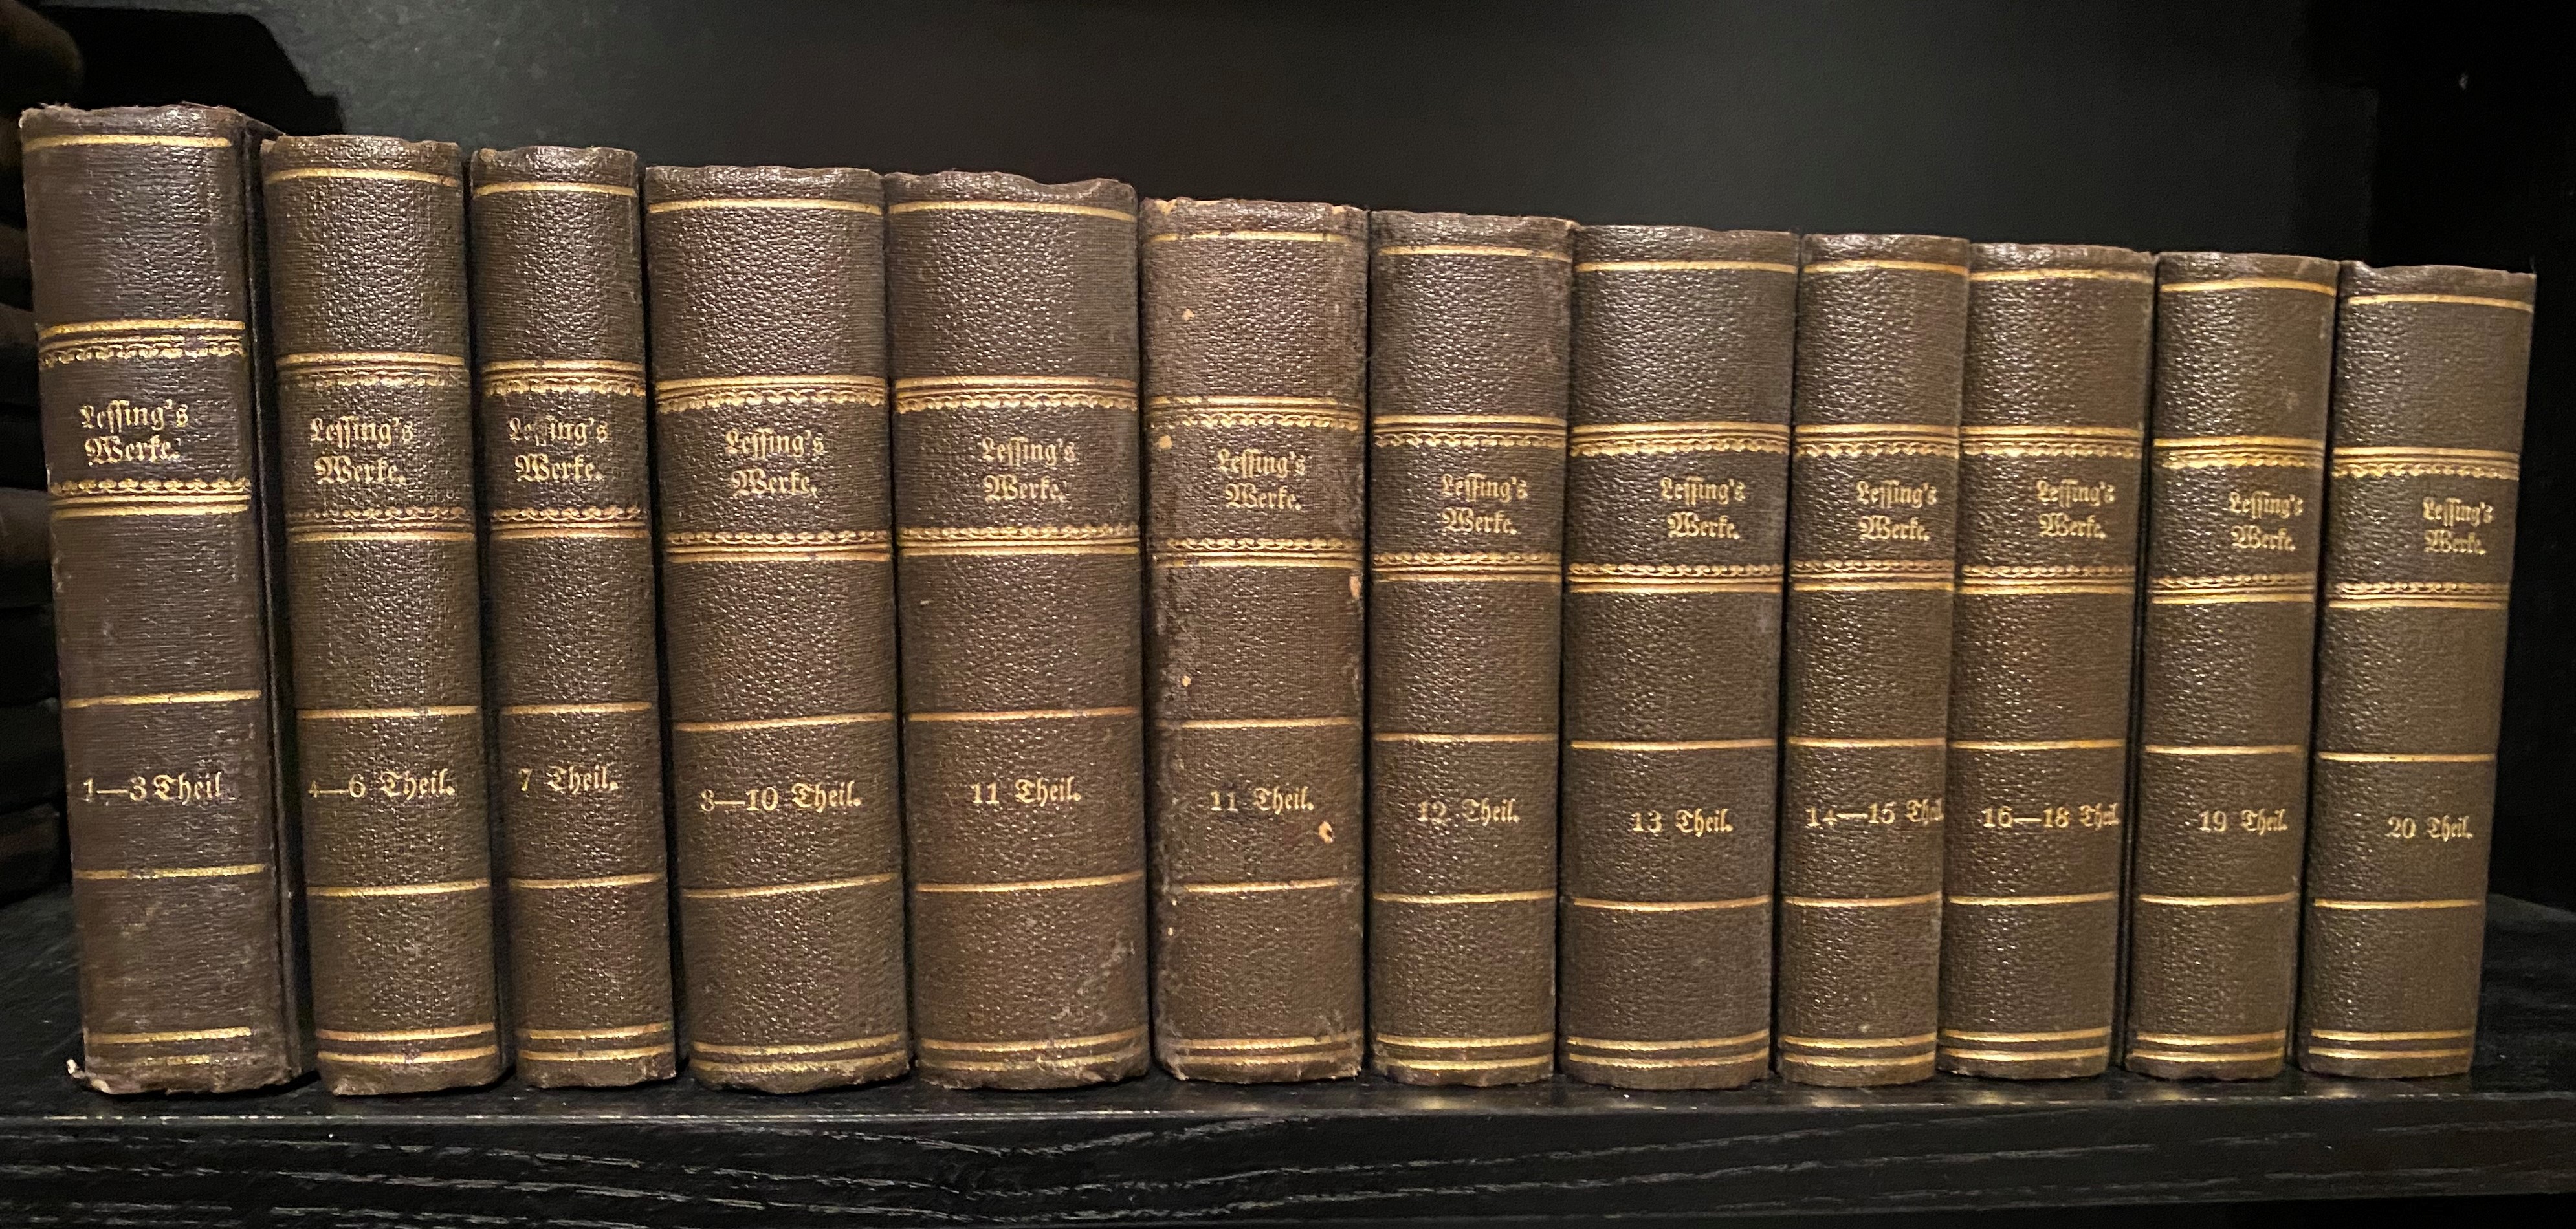 Lessing's
Werke.
1—3 Theil
Lessing's
Werke.
4—6 Theil.
Lessing's
Werke.
7 Theil.
Lessing's
Werke.
8—10 Theil.
Lessing's
Werke.
11 Theil.
Lessing's
Werke.
11 Theil.
Lessing's
Werke.
12 Theil.
Lessing's
Werke.
13 Theil.
Lessing's
Werke.
14—15 Theil
Lessing's
Werke.
16—18 Theil.
Lessing's
Werke.
19 Theil.
Lessing's
Werke.
20 Theil.